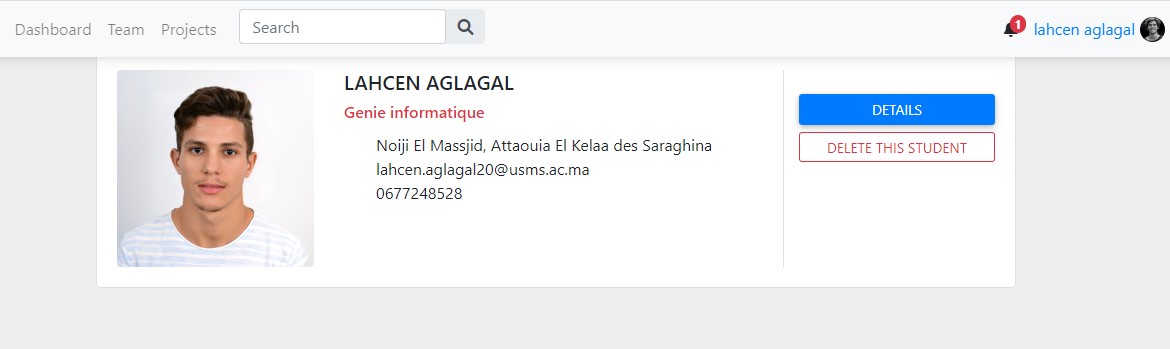 Dashboard Team Projects Search 1 lahcen aglagal
LAHCEN AGLAGAL
Genie informatique
Noiji El Massjid, Attaouia El Kelaa des Saraghina
lahcen.aglagal20@usms.ac.ma
0677248528
DETAILS
DELETE THIS STUDENT